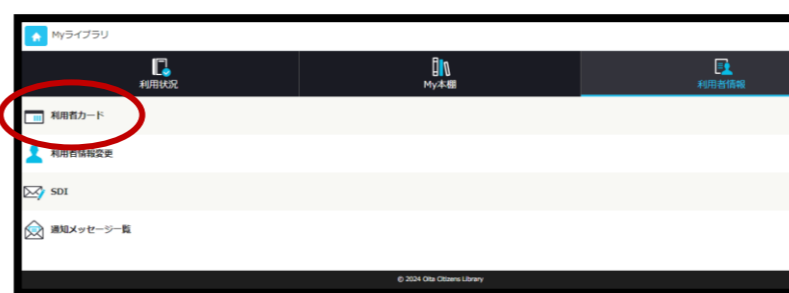 Myライブラリ
利用状況
My本棚
利用者情報
利用者カード
利用者情報変更
SDI
通知メッセージ一覧
© 2024 Oita Citizens Library